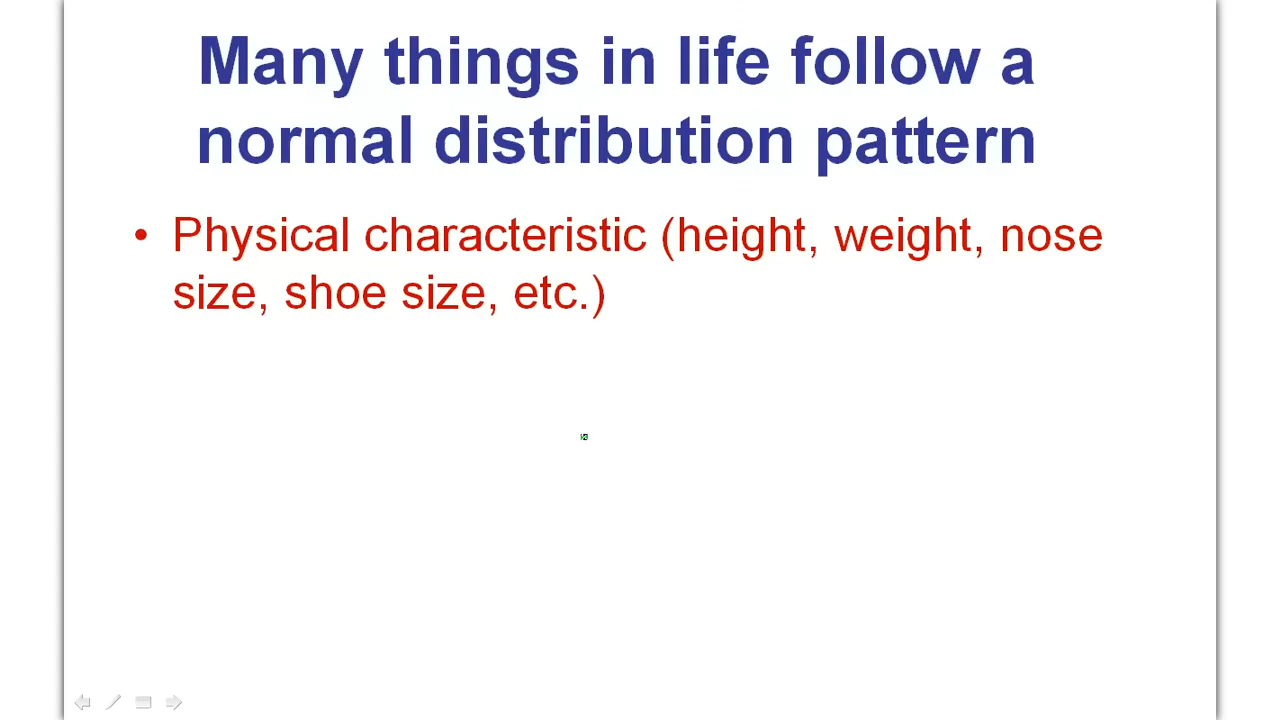 Many things in life follow a
normal distribution pattern
• Physical characteristic (height, weight, nose
size, shoe size, etc.)